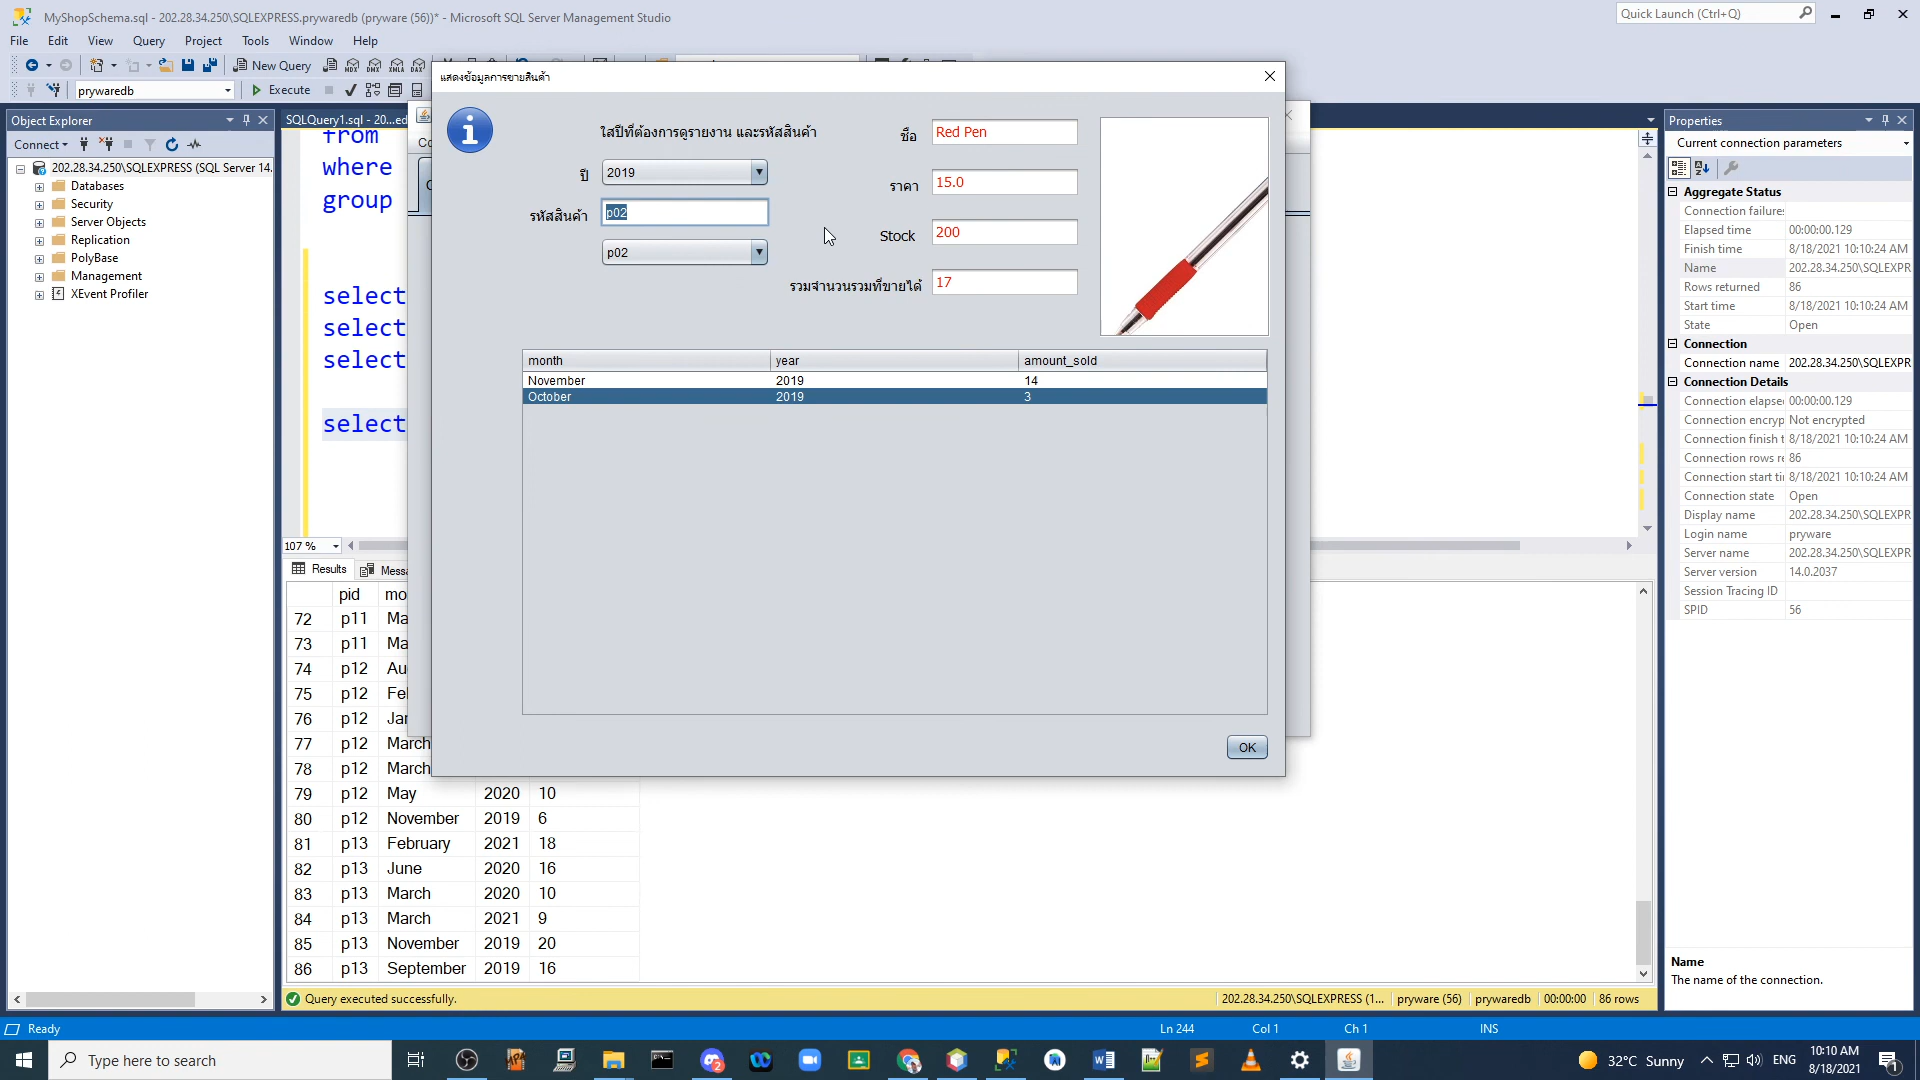 MyShopSchema.sql - 202.28.34.250\SQLEXPRESS.prywaredb (pryware (56))* - Microsoft SQL Server Management Studio
Quick Launch (Ctrl+Q)
File Edit View Query Project Tools Window Help
New Query
prywaredb
Execute
Object Explorer
Connect
202.28.34.250\SQLEXPRESS (SQL Server 14.
Databases
Security
Server Objects
Replication
PolyBase
Management
XEvent Profiler
SQLQuery1.sql - 20...ed
from
where
group
select
select
select
select
107 %
Results
แสดงข้อมูลการขายสินค้า
ใส่ปีที่ต้องการดูรายงาน และรหัสสินค้า
ปี 2019
รหัสสินค้า p02
p02
ชื่อ Red Pen
ราคา 15.0
Stock 200
รวมจำนวนรวมที่ขายได้ 17
month year amount_sold
November 2019 14
October 2019 3
OK
pid mo
72 p11 Ma
73 p11 Ma
74 p12 Au
75 p12 Fel
76 p12 Jar
77 p12 March
78 p12 March
79 p12 May 2020 10
80 p12 November 2019 6
81 p13 February 2021 18
82 p13 June 2020 16
83 p13 March 2020 10
84 p13 March 2021 9
85 p13 November 2019 20
86 p13 September 2019 16
Query executed successfully.
202.28.34.250\SQLEXPRESS (1... pryware (56) prywaredb 00:00:00 86 rows
Properties
Current connection parameters
Aggregate Status
Connection failures
Elapsed time 00:00:00.129
Finish time 8/18/2021 10:10:24 AM
Name 202.28.34.250\SQLEXPR
Rows returned 86
Start time 8/18/2021 10:10:24 AM
State Open
Connection
Connection name 202.28.34.250\SQLEXPR
Connection Details
Connection elapse 00:00:00.129
Connection encryp Not encrypted
Connection finish t 8/18/2021 10:10:24 AM
Connection rows re 86
Connection start ti 8/18/2021 10:10:24 AM
Connection state Open
Display name 202.28.34.250\SQLEXPR
Login name pryware
Server name 202.28.34.250\SQLEXPR
Server version 14.0.2037
Session Tracing ID
SPID 56
Name
The name of the connection.
Ready
Ln 244 Col 1 Ch 1 INS
Type here to search
32°C Sunny
ENG
10:10 AM
8/18/2021